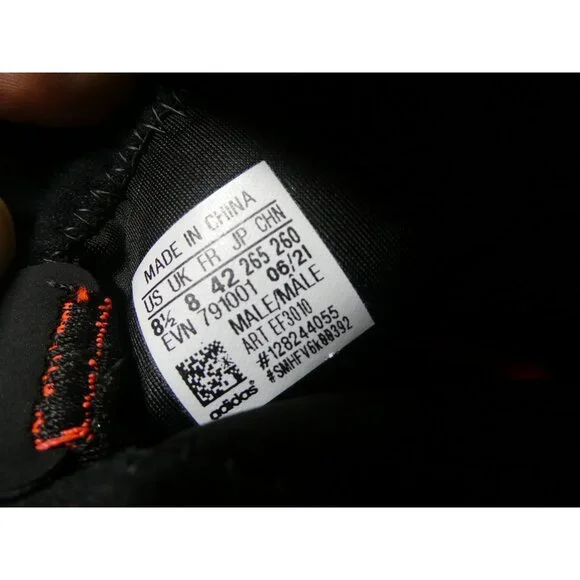 MADE IN CHINA
US UK FR JP CHN
8½ 8 42 265 260
EVN 791001 06/21
MALE/MALE
ART EF3010
#128244055
#SMHFV6k00392
adidas